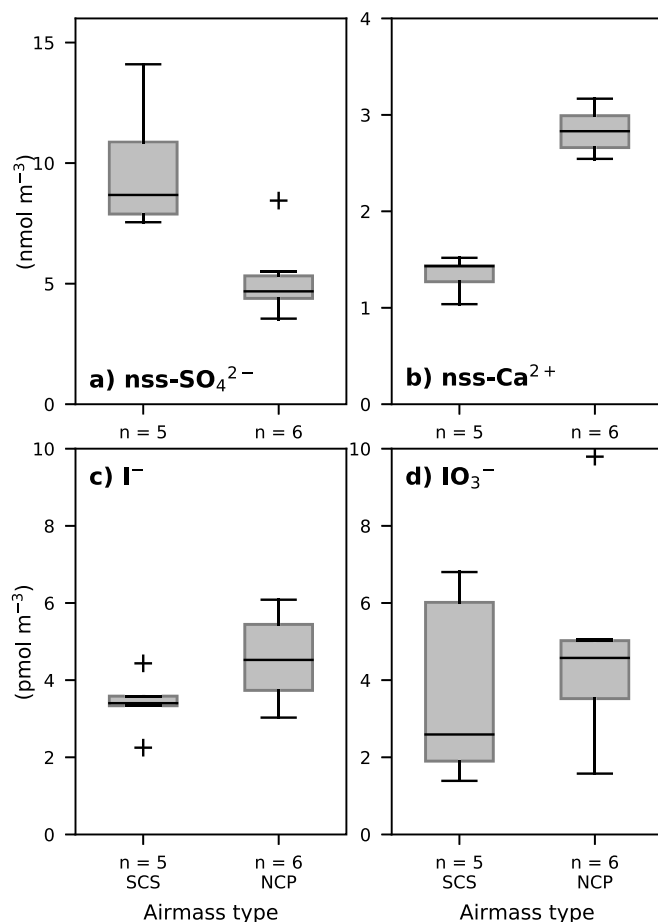 15
10
5
0
(nmol m⁻³)
a) nss-SO₄²⁻
n = 5
n = 6
4
3
2
1
0
b) nss-Ca²⁺
n = 5
n = 6
10
8
6
4
2
0
(pmol m⁻³)
c) I⁻
n = 5
SCS
n = 6
NCP
Airmass type
10
8
6
4
2
0
d) IO₃⁻
n = 5
SCS
n = 6
NCP
Airmass type